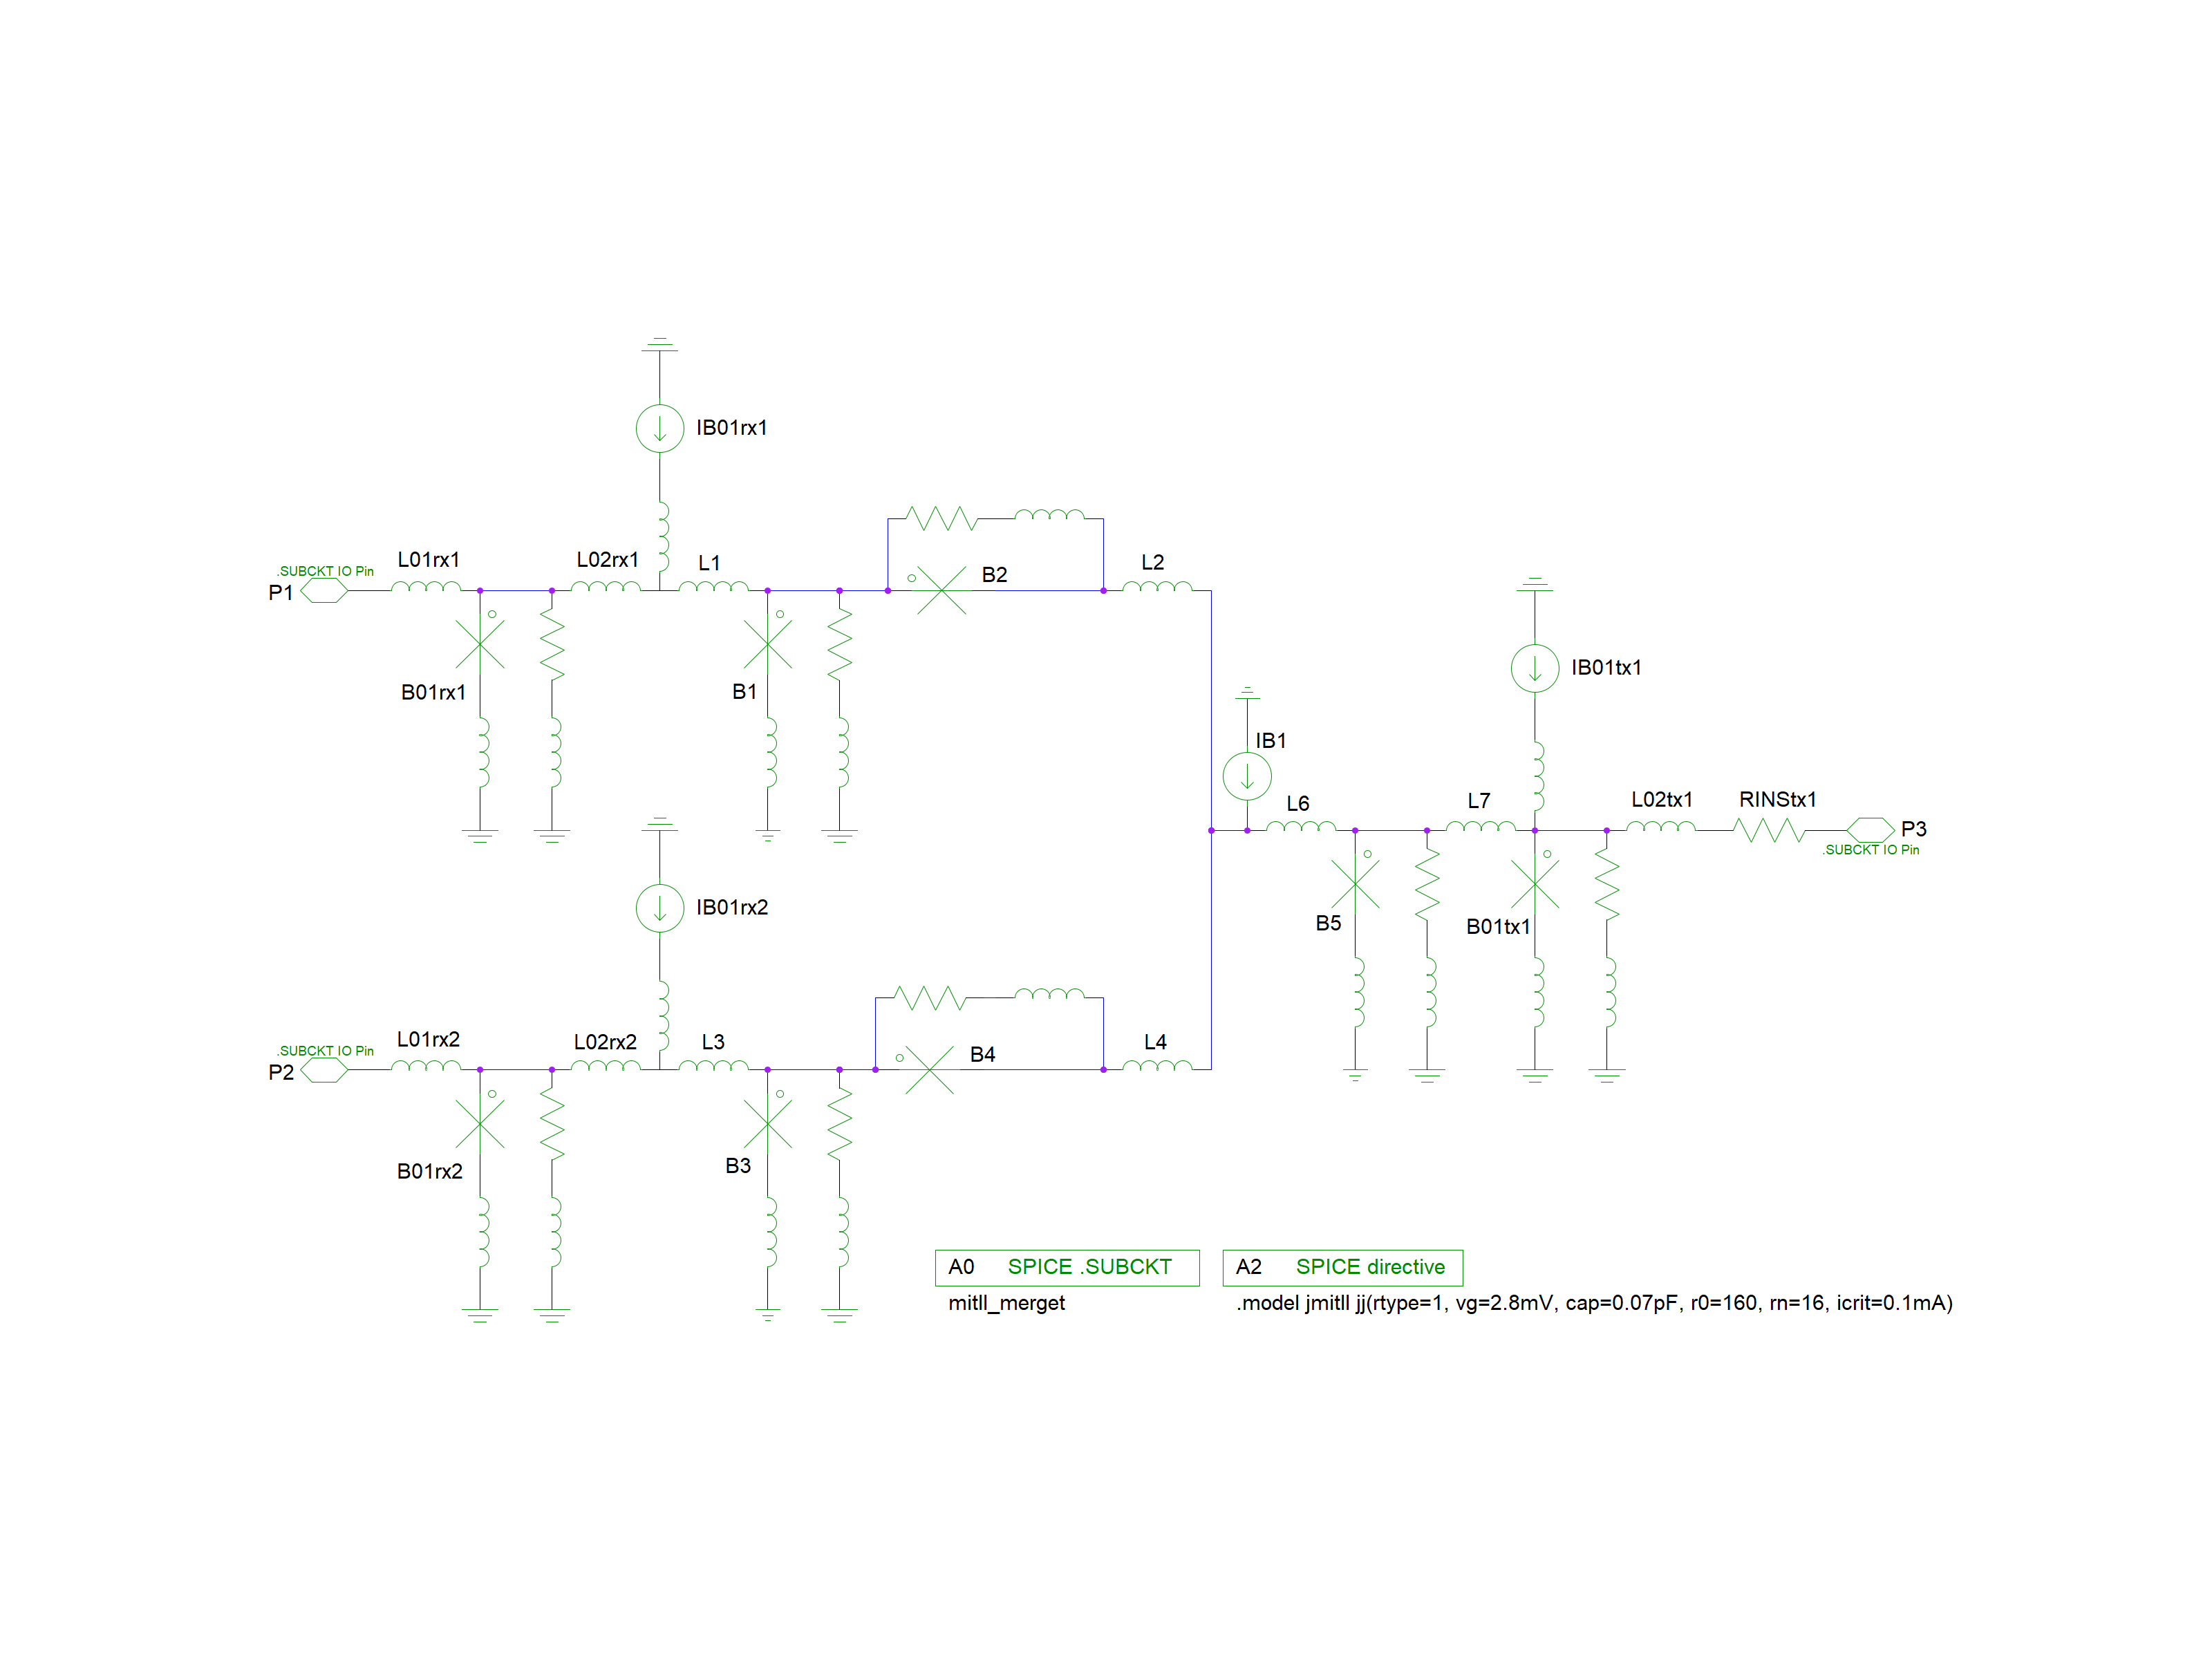 IB01rx1
L01rx1
L02rx1
L1
B2
L2
.SUBCKT IO Pin
P1
B01rx1
B1
IB01tx1
IB1
L6
L7
L02tx1
RINStx1
P3
.SUBCKT IO Pin
IB01rx2
B5
B01tx1
L01rx2
L02rx2
L3
B4
L4
.SUBCKT IO Pin
P2
B01rx2
B3
A0 SPICE .SUBCKT
mitll_merget
A2 SPICE directive
.model jmitll jj(rtype=1, vg=2.8mV, cap=0.07pF, r0=160, rn=16, icrit=0.1mA)